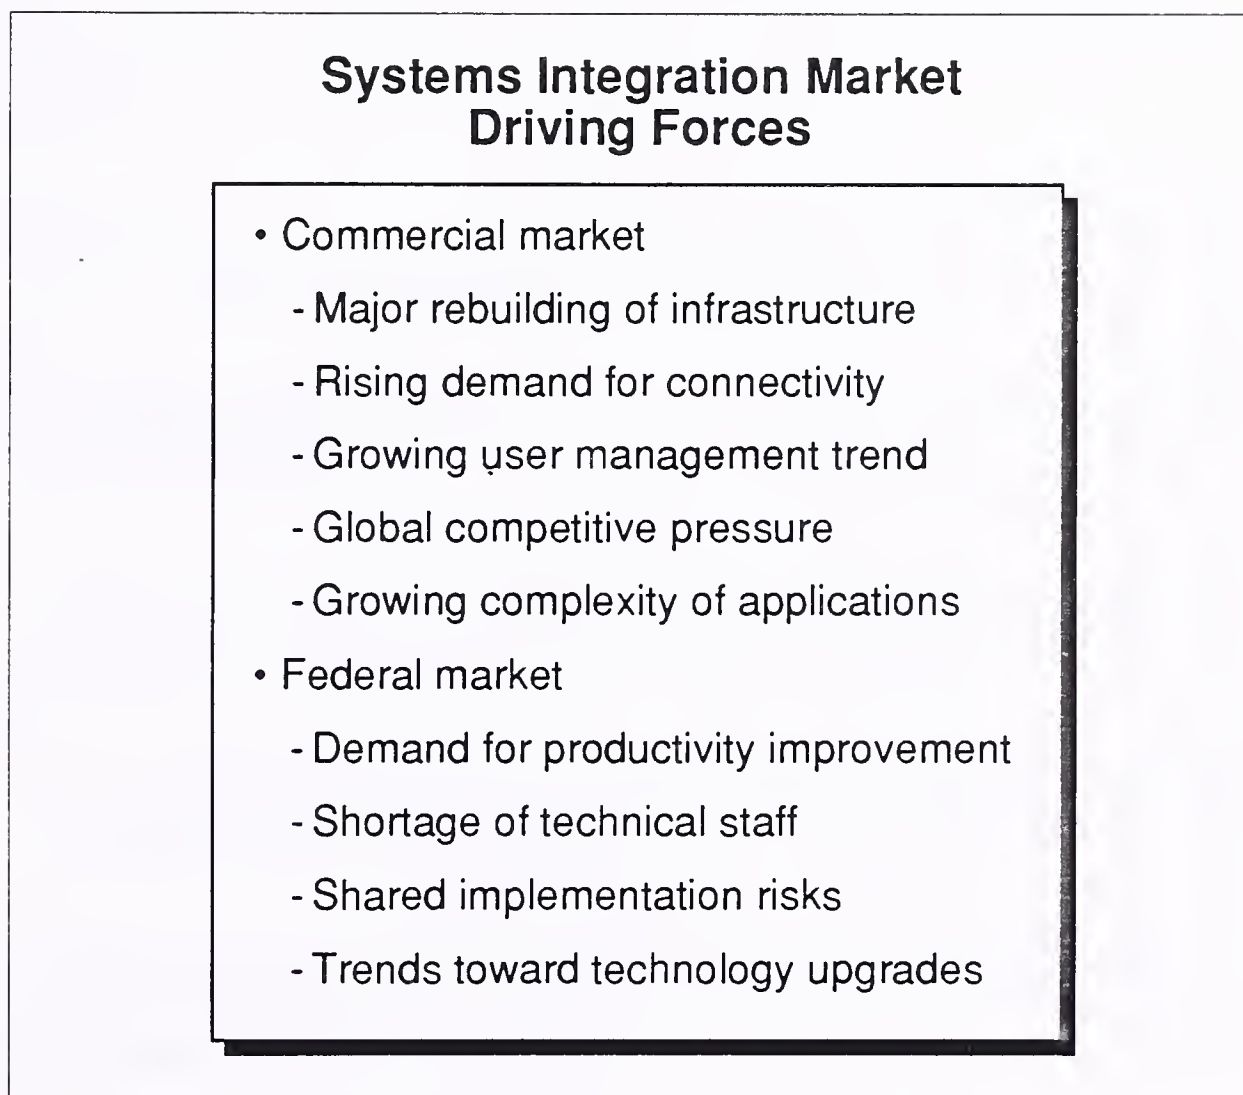 Systems Integration Market
Driving Forces
• Commercial market
- Major rebuilding of infrastructure
- Rising demand for connectivity
- Growing user management trend
- Global competitive pressure
- Growing complexity of applications
• Federal market
- Demand for productivity improvement
- Shortage of technical staff
- Shared implementation risks
- Trends toward technology upgrades